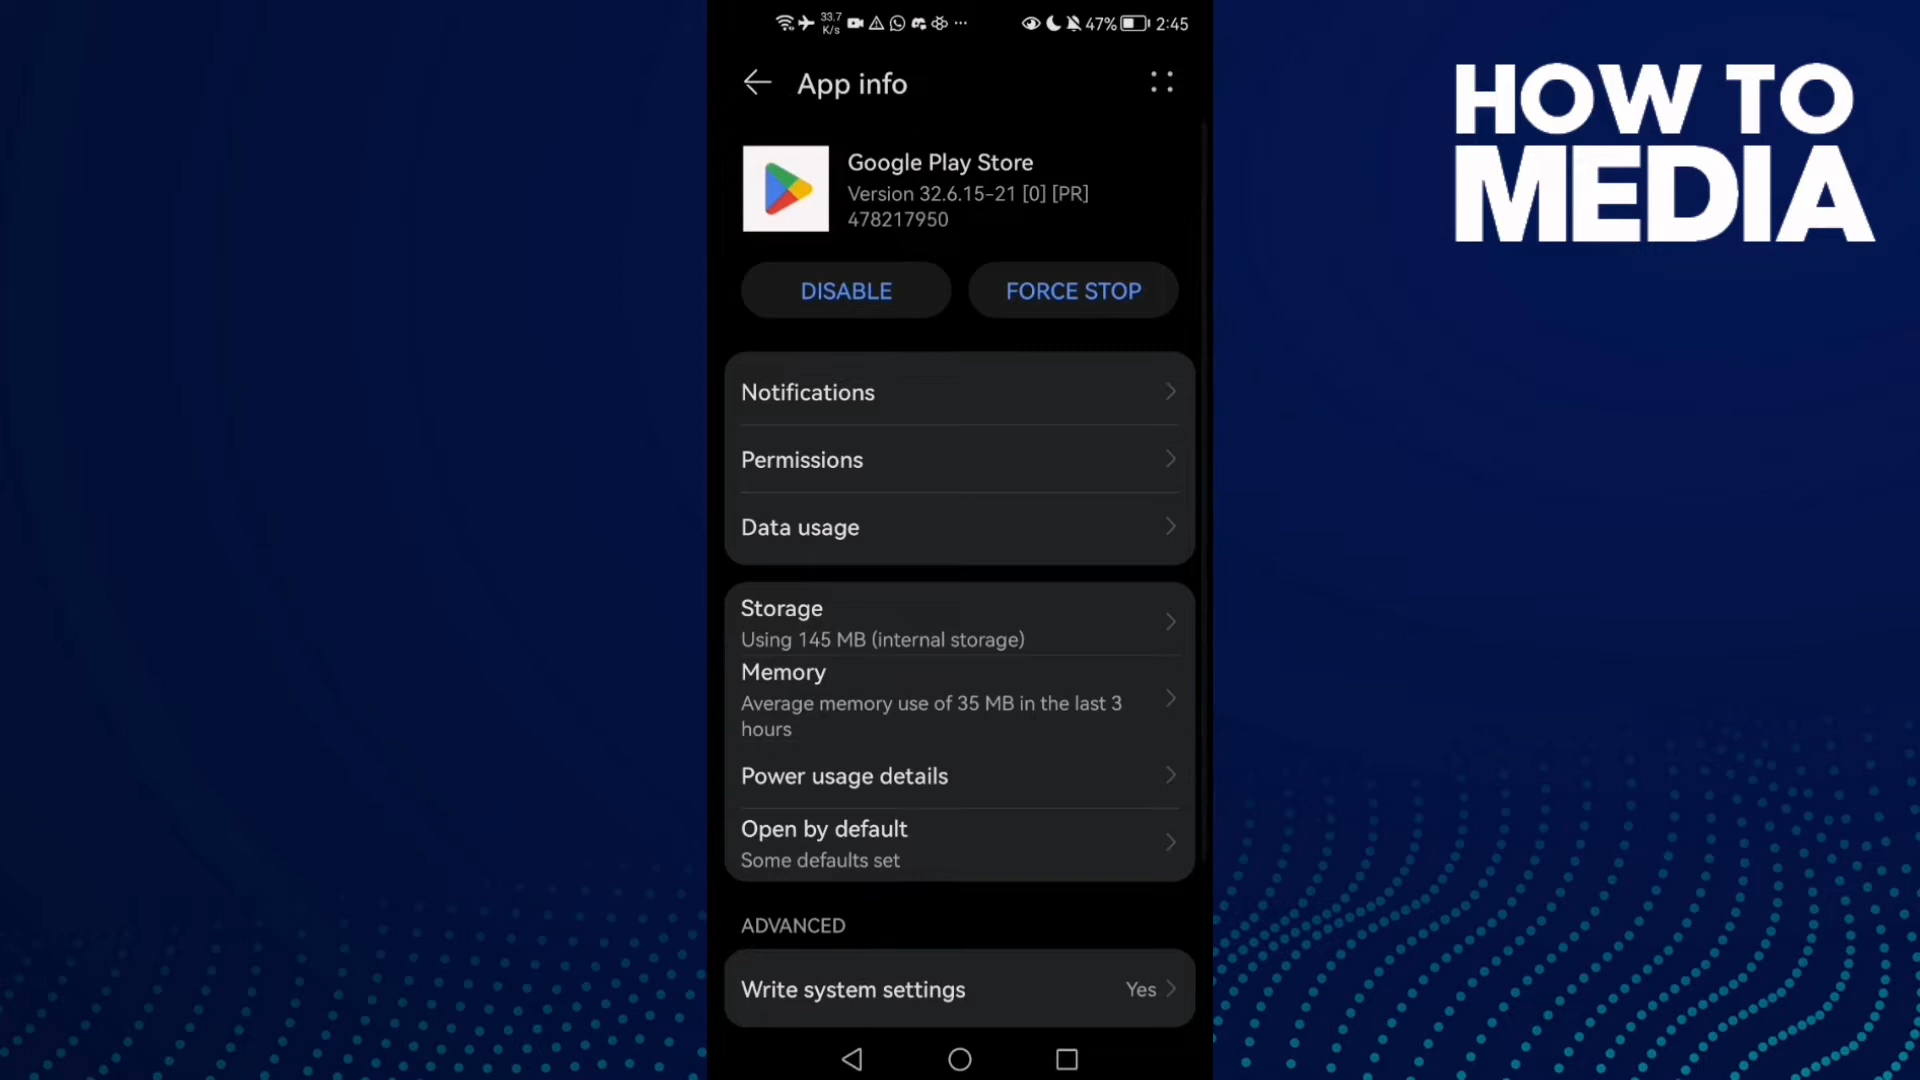 33.7
K/s
47%
2:45
App info
HOW TO
MEDIA
Google Play Store
Version 32.6.15-21 [0] [PR]
478217950
DISABLE
FORCE STOP
Notifications
Permissions
Data usage
Storage
Using 145 MB (internal storage)
Memory
Average memory use of 35 MB in the last 3
hours
Power usage details
Open by default
Some defaults set
ADVANCED
Write system settings
Yes